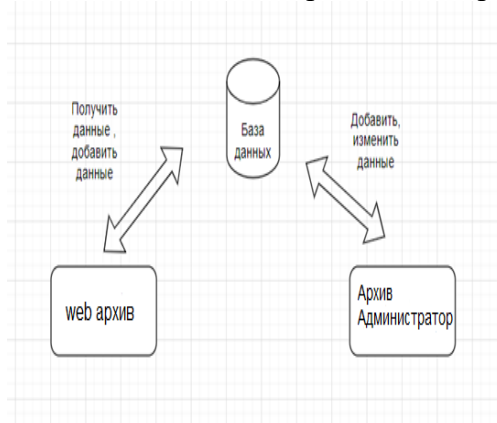 Получить
данные ,
добавить
данные
База
данных
Добавить,
изменить
данные
web архив
Архив
Администратор